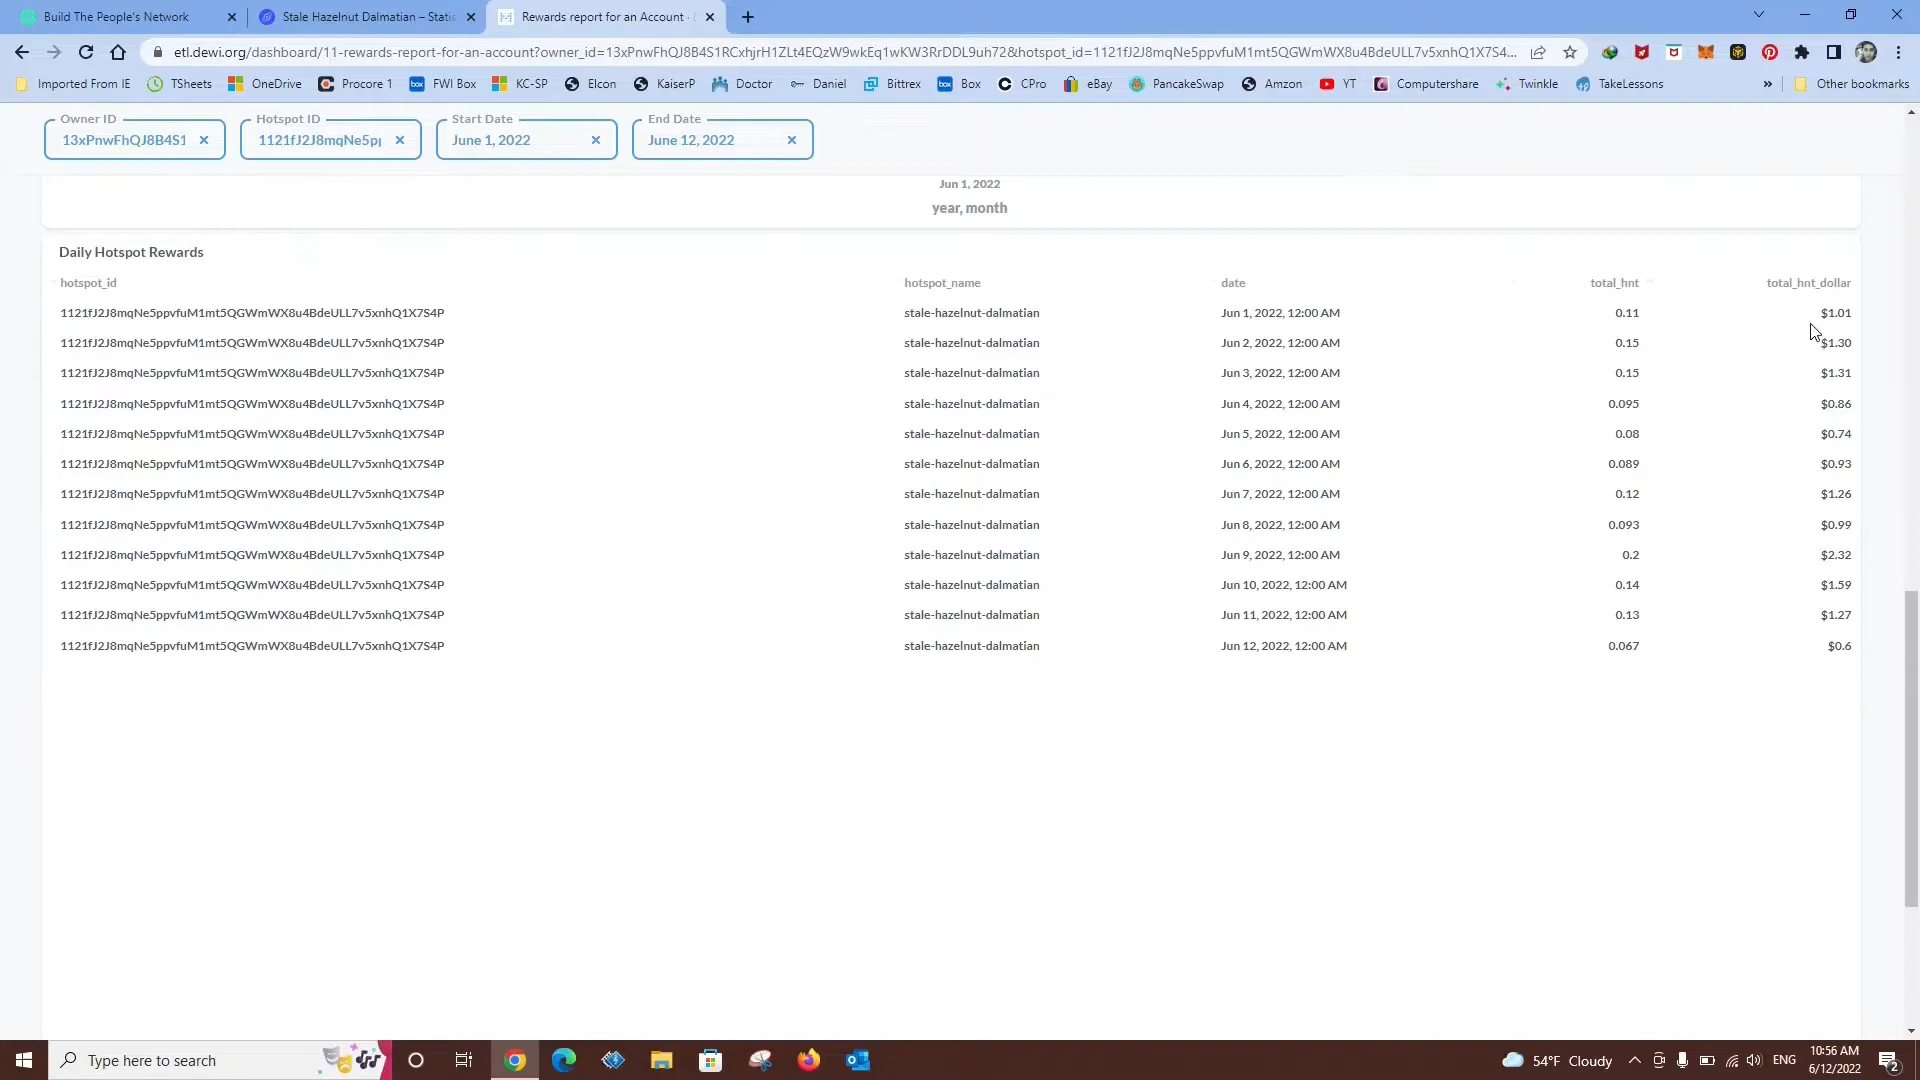 Build The People's Network
Stale Hazelnut Dalmatian – Statis
Rewards report for an Account ·
etl.dewi.org/dashboard/11-rewards-report-for-an-account?owner_id=13xPnwFhQJ8B4S1RCxhjrH1ZLt4EQzW9wkEq1wKW3RrDDL9uh72&hotspot_id=1121fJ2J8mqNe5ppvfuM1mt5QGWmWX8u4BdeULL7v5xnhQ1X7S4...
Imported From IE TSheets OneDrive Procore 1 FWI Box KC-SP Elcon KaiserP Doctor Daniel Bittrex Box CPro eBay PancakeSwap Amzon YT Computershare Twinkle TakeLessons » Other bookmarks
Owner ID Hotspot ID Start Date End Date
13xPnwFhQJ8B4S1 1121fJ2J8mqNe5p June 1, 2022 June 12, 2022
Jun 1, 2022
year, month
Daily Hotspot Rewards
hotspot_id hotspot_name date total_hnt total_hnt_dollar
1121fJ2J8mqNe5ppvfuM1mt5QGWmWX8u4BdeULL7v5xnhQ1X7S4P stale-hazelnut-dalmatian Jun 1, 2022, 12:00 AM 0.11 $1.01
1121fJ2J8mqNe5ppvfuM1mt5QGWmWX8u4BdeULL7v5xnhQ1X7S4P stale-hazelnut-dalmatian Jun 2, 2022, 12:00 AM 0.15 $1.30
1121fJ2J8mqNe5ppvfuM1mt5QGWmWX8u4BdeULL7v5xnhQ1X7S4P stale-hazelnut-dalmatian Jun 3, 2022, 12:00 AM 0.15 $1.31
1121fJ2J8mqNe5ppvfuM1mt5QGWmWX8u4BdeULL7v5xnhQ1X7S4P stale-hazelnut-dalmatian Jun 4, 2022, 12:00 AM 0.095 $0.86
1121fJ2J8mqNe5ppvfuM1mt5QGWmWX8u4BdeULL7v5xnhQ1X7S4P stale-hazelnut-dalmatian Jun 5, 2022, 12:00 AM 0.08 $0.74
1121fJ2J8mqNe5ppvfuM1mt5QGWmWX8u4BdeULL7v5xnhQ1X7S4P stale-hazelnut-dalmatian Jun 6, 2022, 12:00 AM 0.089 $0.93
1121fJ2J8mqNe5ppvfuM1mt5QGWmWX8u4BdeULL7v5xnhQ1X7S4P stale-hazelnut-dalmatian Jun 7, 2022, 12:00 AM 0.12 $1.26
1121fJ2J8mqNe5ppvfuM1mt5QGWmWX8u4BdeULL7v5xnhQ1X7S4P stale-hazelnut-dalmatian Jun 8, 2022, 12:00 AM 0.093 $0.99
1121fJ2J8mqNe5ppvfuM1mt5QGWmWX8u4BdeULL7v5xnhQ1X7S4P stale-hazelnut-dalmatian Jun 9, 2022, 12:00 AM 0.2 $2.32
1121fJ2J8mqNe5ppvfuM1mt5QGWmWX8u4BdeULL7v5xnhQ1X7S4P stale-hazelnut-dalmatian Jun 10, 2022, 12:00 AM 0.14 $1.59
1121fJ2J8mqNe5ppvfuM1mt5QGWmWX8u4BdeULL7v5xnhQ1X7S4P stale-hazelnut-dalmatian Jun 11, 2022, 12:00 AM 0.13 $1.27
1121fJ2J8mqNe5ppvfuM1mt5QGWmWX8u4BdeULL7v5xnhQ1X7S4P stale-hazelnut-dalmatian Jun 12, 2022, 12:00 AM 0.067 $0.6
Type here to search
54°F Cloudy
ENG
10:56 AM
6/12/2022
2